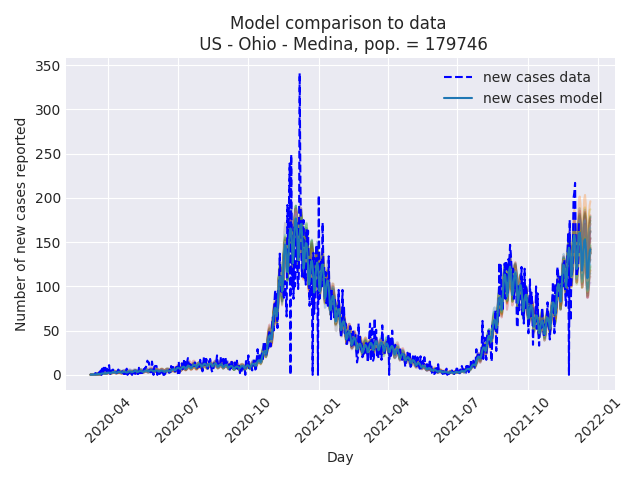 Model comparison to data
US - Ohio - Medina, pop. = 179746
new cases data
new cases model
Number of new cases reported
350
300
250
200
150
100
50
0
2020-04
2020-07
2020-10
2021-01
2021-04
2021-07
2021-10
2022-01
Day